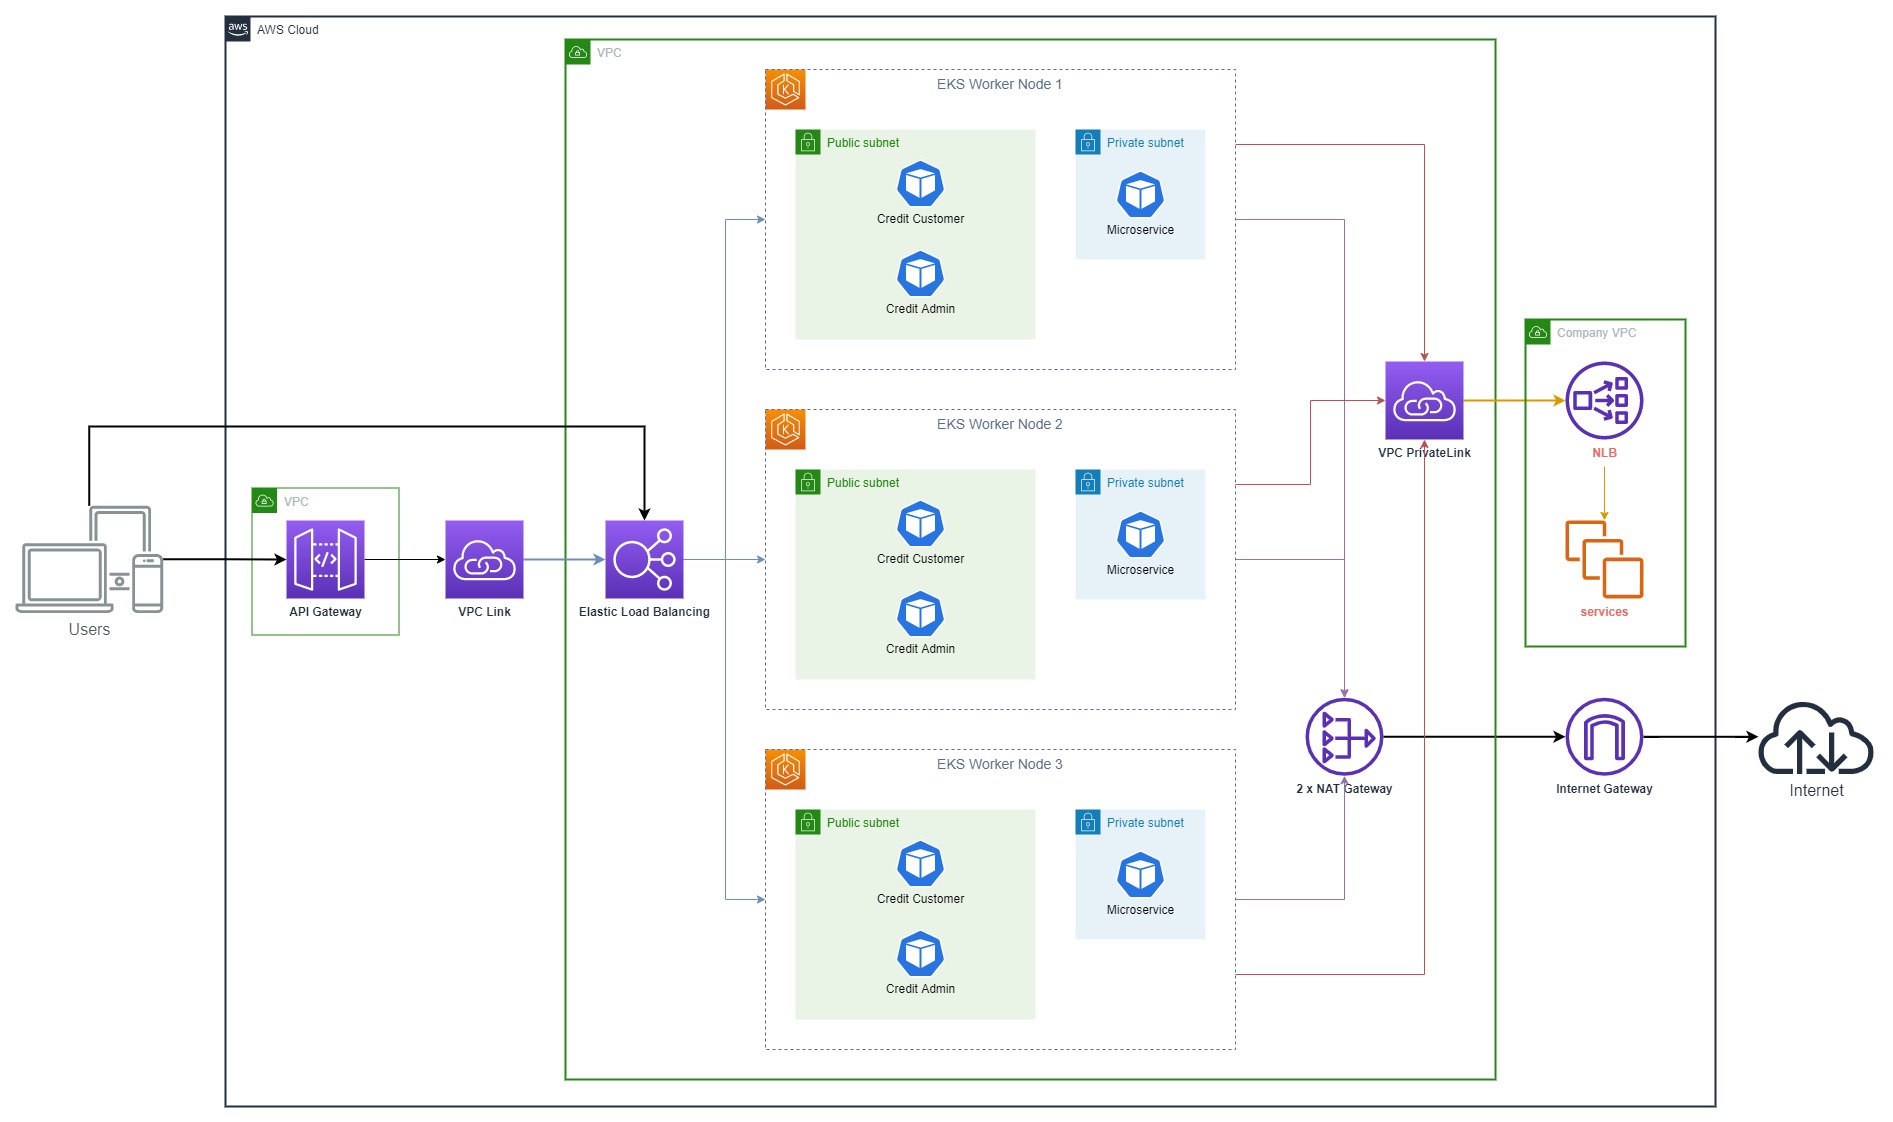 aws
AWS Cloud
VPC
EKS Worker Node 1
Public subnet
Private subnet
Credit Customer
Microservice
Credit Admin
Company VPC
EKS Worker Node 2
VPC PrivateLink
NLB
Public subnet
Private subnet
VPC
</>
Credit Customer
Microservice
API Gateway
VPC Link
Elastic Load Balancing
services
Users
Credit Admin
EKS Worker Node 3
2 x NAT Gateway
Internet Gateway
Internet
Public subnet
Private subnet
Credit Customer
Microservice
Credit Admin